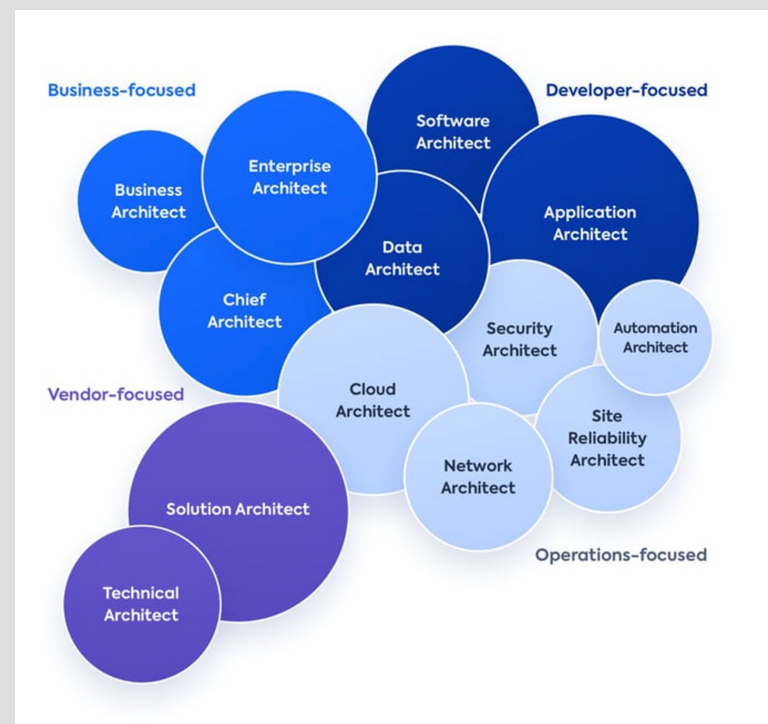 Business-focused
Developer-focused
Software
Architect
Enterprise
Architect
Business
Architect
Application
Architect
Data
Architect
Chief
Architect
Security
Architect
Automation
Architect
Vendor-focused
Cloud
Architect
Site
Reliability
Architect
Network
Architect
Solution Architect
Operations-focused
Technical
Architect